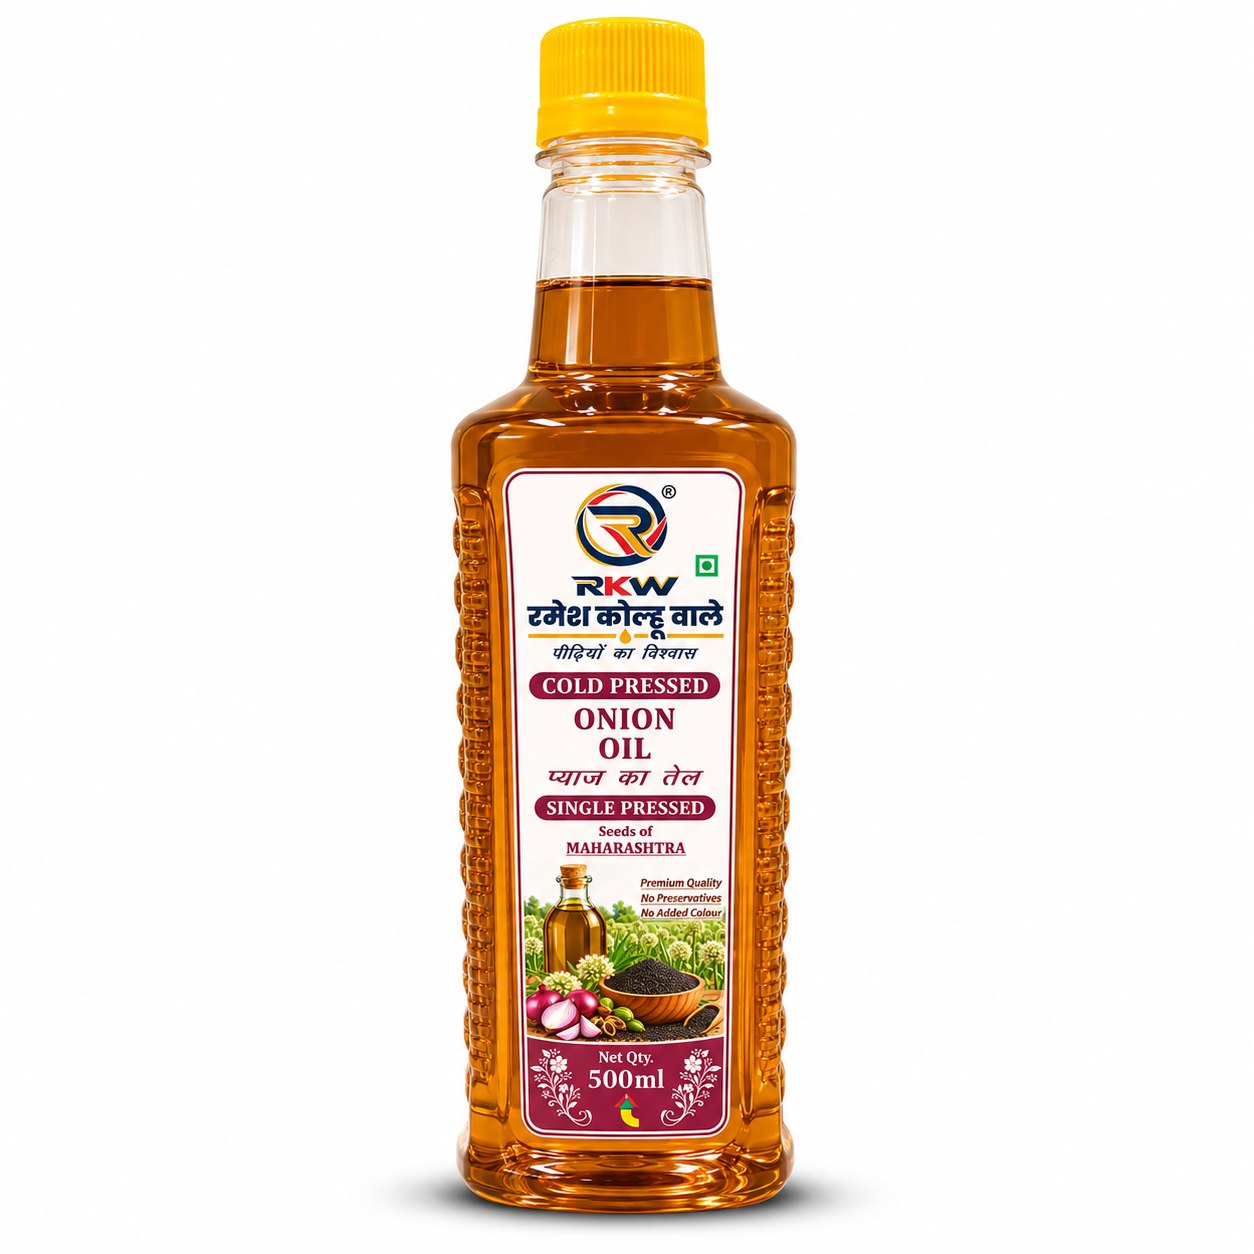 ®
RKW
रमेश कोल्हू वाले
पीढ़ियों का विश्वास
COLD PRESSED
ONION
OIL
प्याज का तेल
SINGLE PRESSED
Seeds of
MAHARASHTRA
Premium Quality
No Preservatives
No Added Colour
Net Qty.
500ml